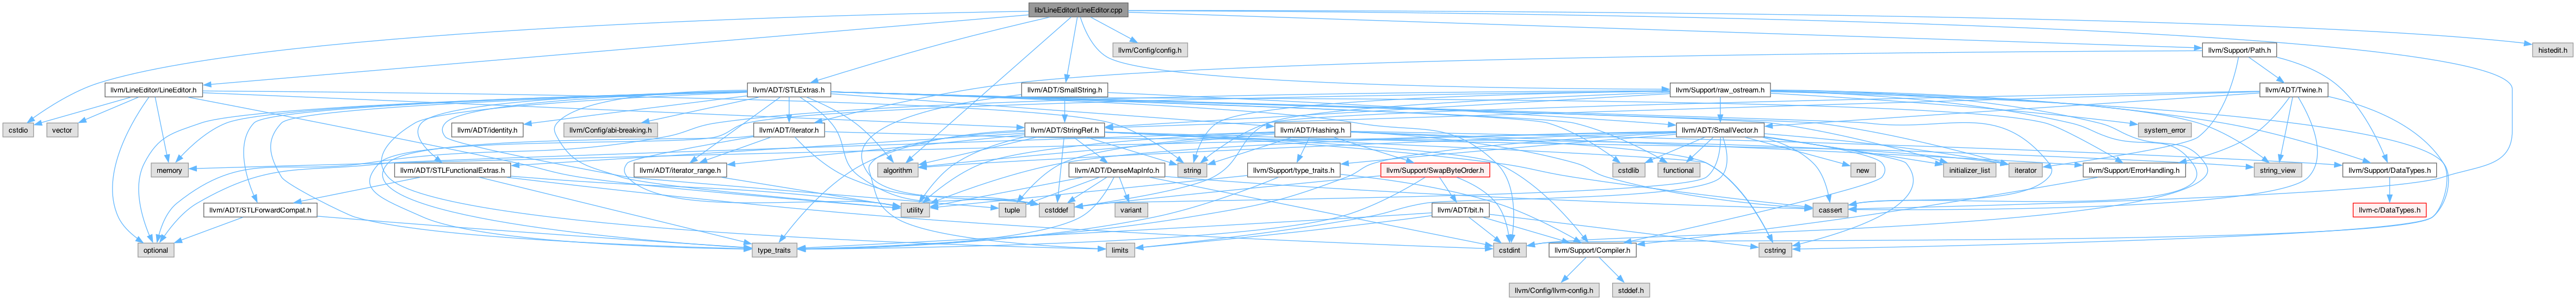 lib/LineEditor/LineEditor.cpp
llvm/Config/config.h
llvm/Support/Path.h
histedit.h
llvm/LineEditor/LineEditor.h
llvm/ADT/STLExtras.h
llvm/ADT/SmallString.h
llvm/Support/raw_ostream.h
llvm/ADT/Twine.h
cstdio
vector
llvm/ADT/identity.h
llvm/Config/abi-breaking.h
llvm/ADT/iterator.h
llvm/ADT/StringRef.h
llvm/ADT/Hashing.h
llvm/ADT/SmallVector.h
system_error
memory
llvm/ADT/STLFunctionalExtras.h
llvm/ADT/iterator_range.h
algorithm
llvm/ADT/DenseMapInfo.h
string
llvm/Support/type_traits.h
llvm/Support/SwapByteOrder.h
cstdlib
functional
new
initializer_list
iterator
llvm/Support/ErrorHandling.h
string_view
llvm/Support/DataTypes.h
llvm/ADT/STLForwardCompat.h
utility
tuple
cstddef
variant
llvm/ADT/bit.h
cassert
llvm-c/DataTypes.h
optional
type_traits
limits
cstdint
llvm/Support/Compiler.h
cstring
llvm/Config/llvm-config.h
stddef.h